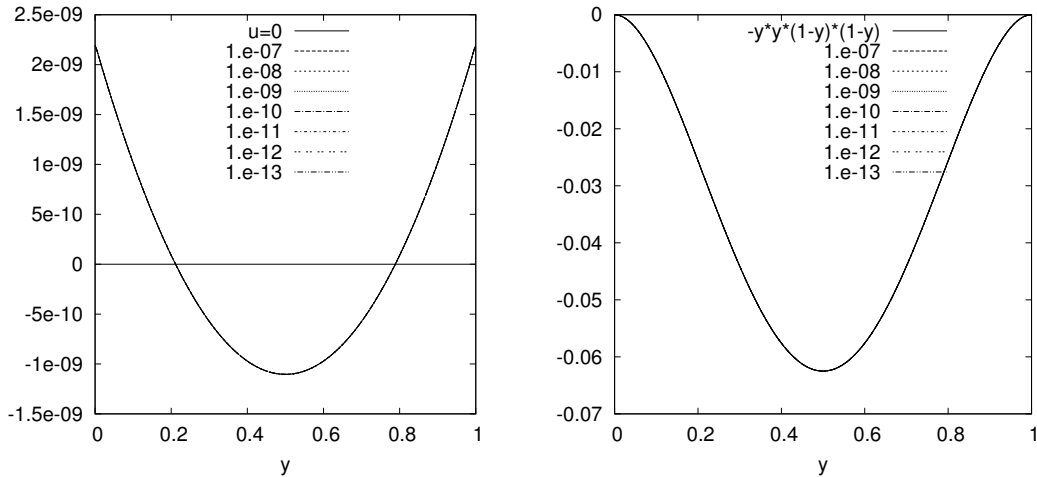 2.5e-09
2e-09
1.5e-09
1e-09
5e-10
0
-5e-10
-1e-09
-1.5e-09
u=0
1.e-07
1.e-08
1.e-09
1.e-10
1.e-11
1.e-12
1.e-13
0 0.2 0.4 0.6 0.8 1
y
0
-0.01
-0.02
-0.03
-0.04
-0.05
-0.06
-0.07
-y*y*(1-y)*(1-y)
1.e-07
1.e-08
1.e-09
1.e-10
1.e-11
1.e-12
1.e-13
0 0.2 0.4 0.6 0.8 1
y